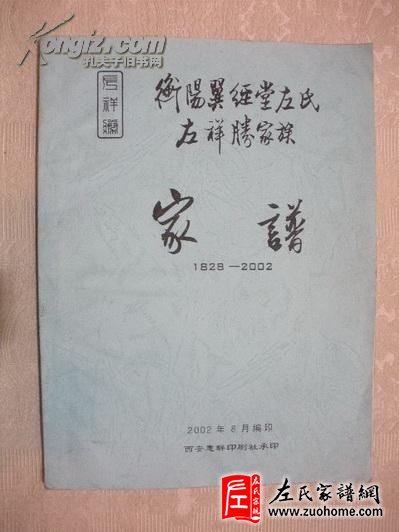 Kongfz.com
孔夫子旧书网
衡陽翼经堂左氏
左祥勝家族
家譜
1828—2002
2002年8月编印
西安惠群印刷社承印
左氏家譜網
www.zuohome.com